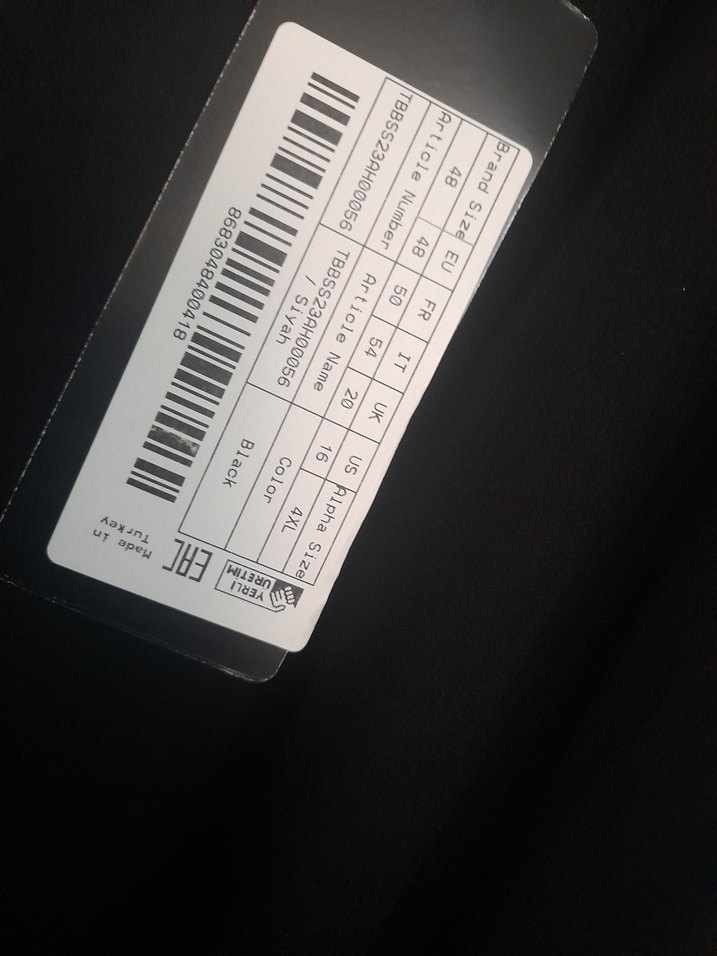 Brand Size EU FR IT UK US Alpha Size
48 48 50 54 20 16 4XL
Article Number Article Name Color
TBBSS23AH00056 TBBSS23AH00056 Black
/ Siyah
8683048400418
YERLI
URETIM
EAC
Made in
Turkey